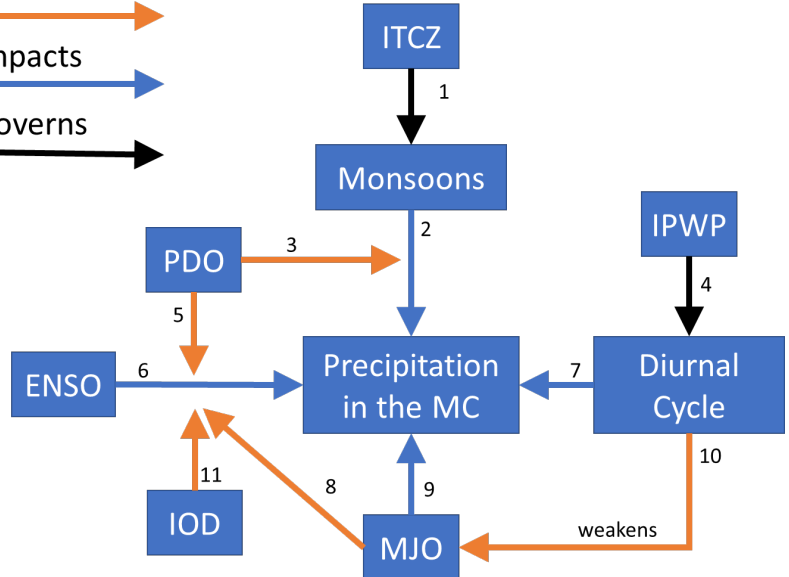 ITCZ
mpacts
1
overns
Monsoons
IPWP
2
3
PDO
4
5
6
7
ENSO
Precipitation
in the MC
Diurnal
Cycle
10
11
8
9
IOD
weakens
MJO